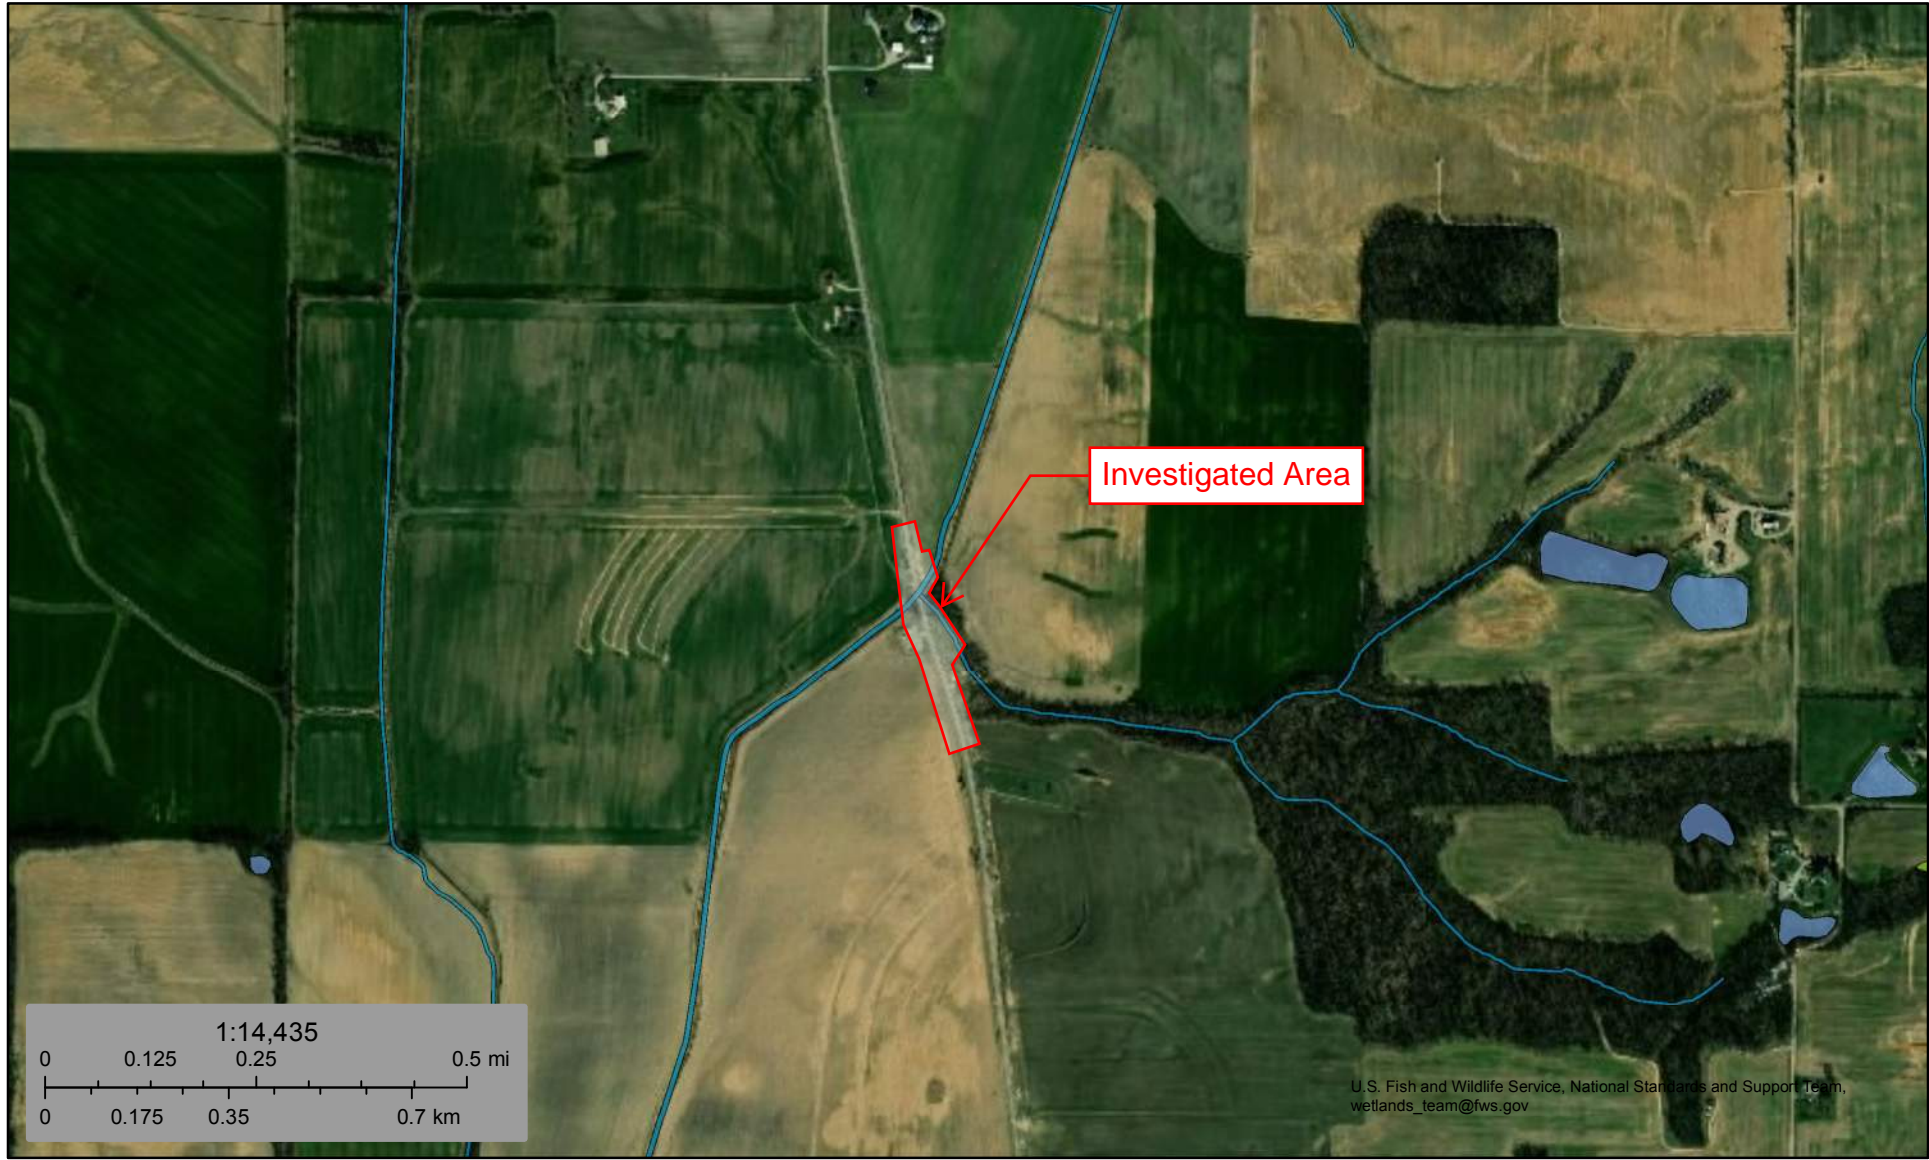 Investigated Area
1:14,435
0 0.125 0.25 0.5 mi
0 0.175 0.35 0.7 km
U.S. Fish and Wildlife Service, National Standards and Support Team,
wetlands_team@fws.gov